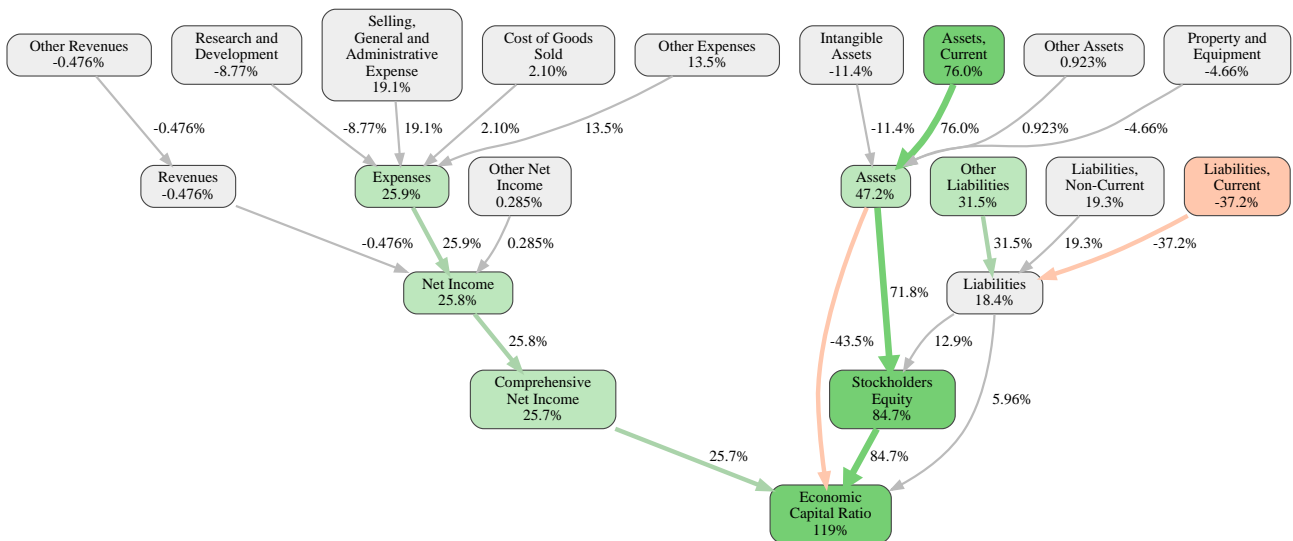 Other Revenues
-0.476%
Research and
Development
-8.77%
Selling,
General and
Administrative
Expense
19.1%
Cost of Goods
Sold
2.10%
Other Expenses
13.5%
Intangible
Assets
-11.4%
Assets,
Current
76.0%
Other Assets
0.923%
Property and
Equipment
-4.66%
-0.476%
-8.77%
19.1%
2.10%
13.5%
-11.4%
76.0%
0.923%
-4.66%
Revenues
-0.476%
Expenses
25.9%
Other Net
Income
0.285%
Assets
47.2%
Other
Liabilities
31.5%
Liabilities,
Non-Current
19.3%
Liabilities,
Current
-37.2%
-0.476%
25.9%
0.285%
31.5%
19.3%
-37.2%
Net Income
25.8%
71.8%
Liabilities
18.4%
25.8%
-43.5%
12.9%
Comprehensive
Net Income
25.7%
Stockholders
Equity
84.7%
5.96%
25.7%
84.7%
Economic
Capital Ratio
119%